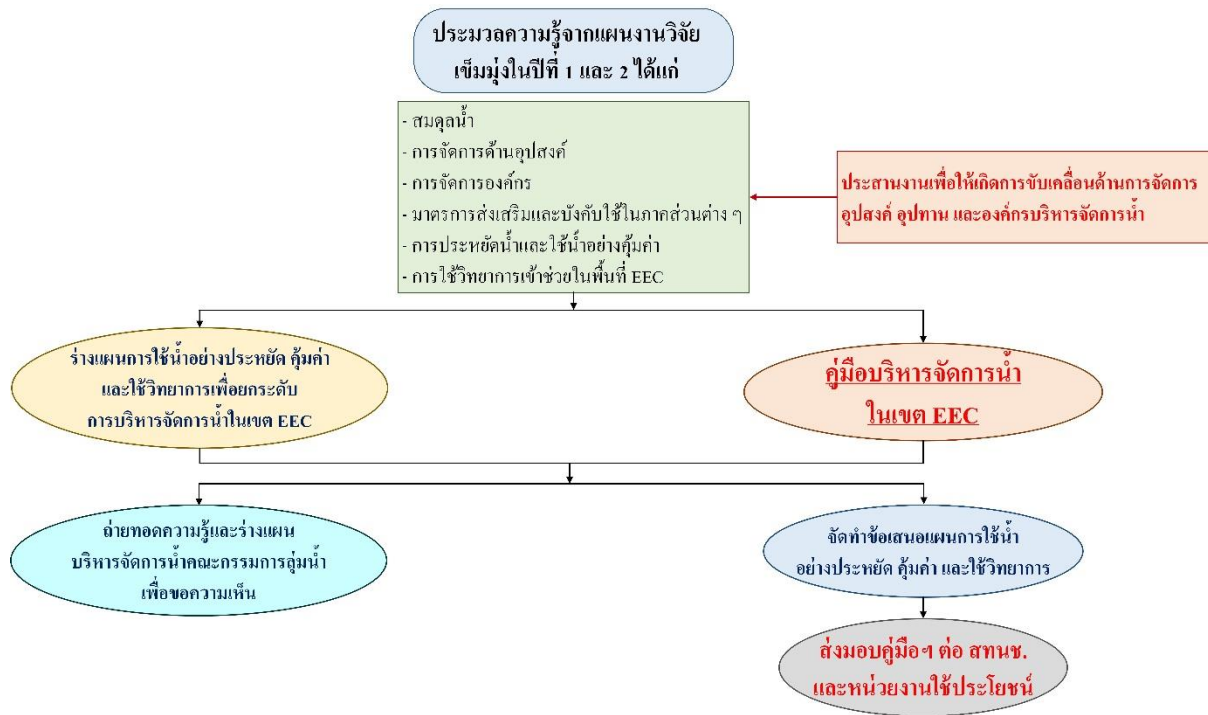 ประมวลความรู้จากแผนงานวิจัย
เข็มมุ่งในปีที่ 1 และ 2 ได้แก่
- สมดุลน้ำ
- การจัดการด้านอุปสงค์
- การจัดการองค์กร
- มาตรการส่งเสริมและบังคับใช้ในภาคส่วนต่าง ๆ
- การประหยัดน้ำและใช้น้ำอย่างคุ้มค่า
- การใช้วิทยาการเข้าช่วยในพื้นที่ EEC
ประสานงานเพื่อให้เกิดการขับเคลื่อนด้านการจัดการ
อุปสงค์ อุปทาน และองค์กรบริหารจัดการน้ำ
ร่างแผนการใช้น้ำอย่างประหยัด คุ้มค่า
และใช้วิทยาการเพื่อยกระดับ
การบริหารจัดการน้ำในเขต EEC
คู่มือบริหารจัดการน้ำ
ในเขต EEC
ถ่ายทอดความรู้และร่างแผน
บริหารจัดการน้ำคณะกรรมการลุ่มน้ำ
เพื่อขอความเห็น
จัดทำข้อเสนอแผนการใช้น้ำ
อย่างประหยัด คุ้มค่า และใช้วิทยาการ
ส่งมอบคู่มือฯ ต่อ สทนช.
และหน่วยงานใช้ประโยชน์